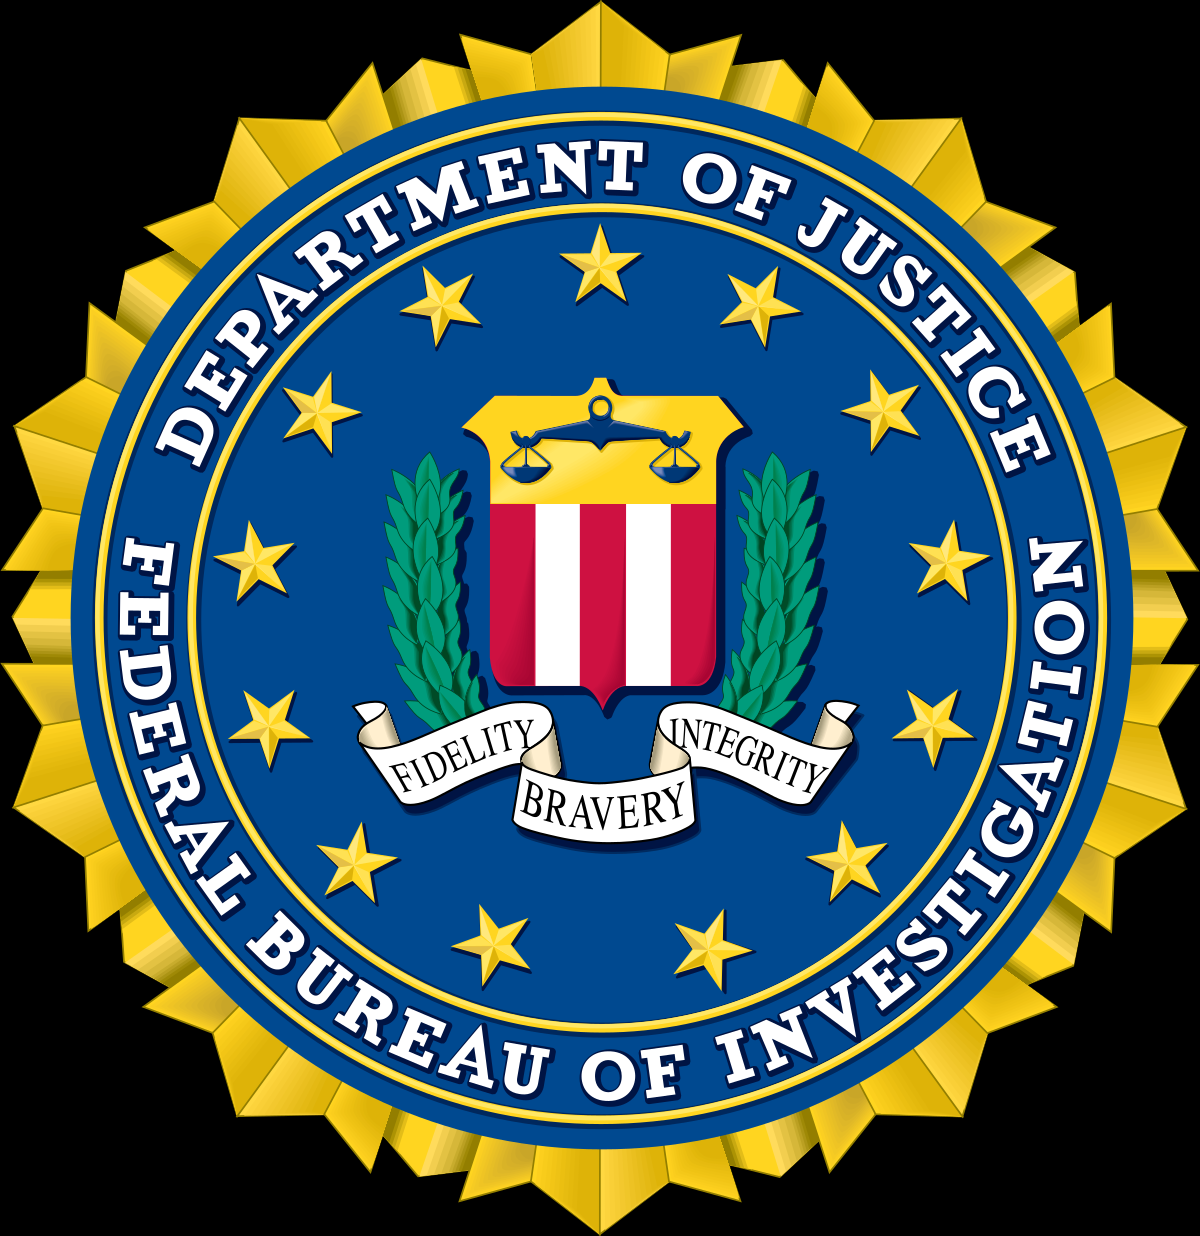 DEPARTMENT OF JUSTICE
FIDELITY
BRAVERY
INTEGRITY
FEDERAL BUREAU OF INVESTIGATION